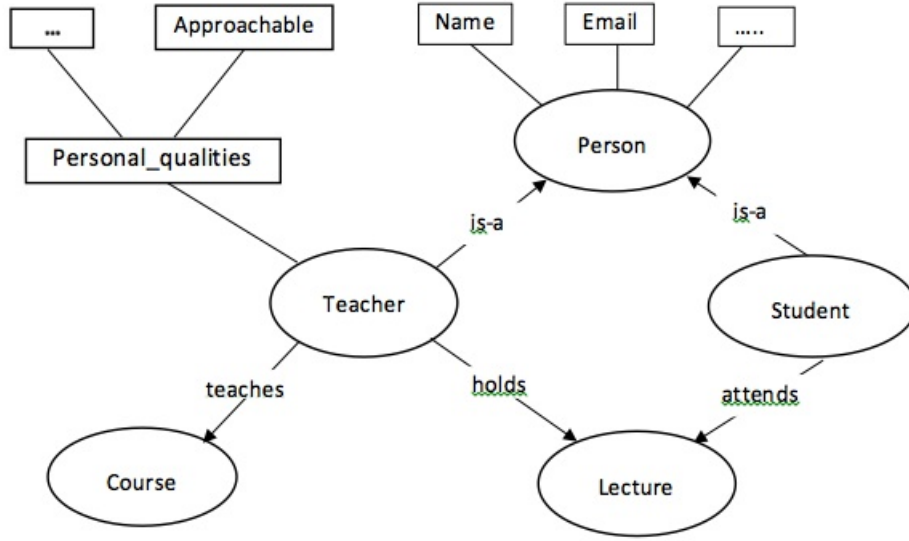 ...
Approachable
Name
Email
.....
Personal_qualities
Person
is-a
is-a
Teacher
Student
teaches
holds
attends
Course
Lecture